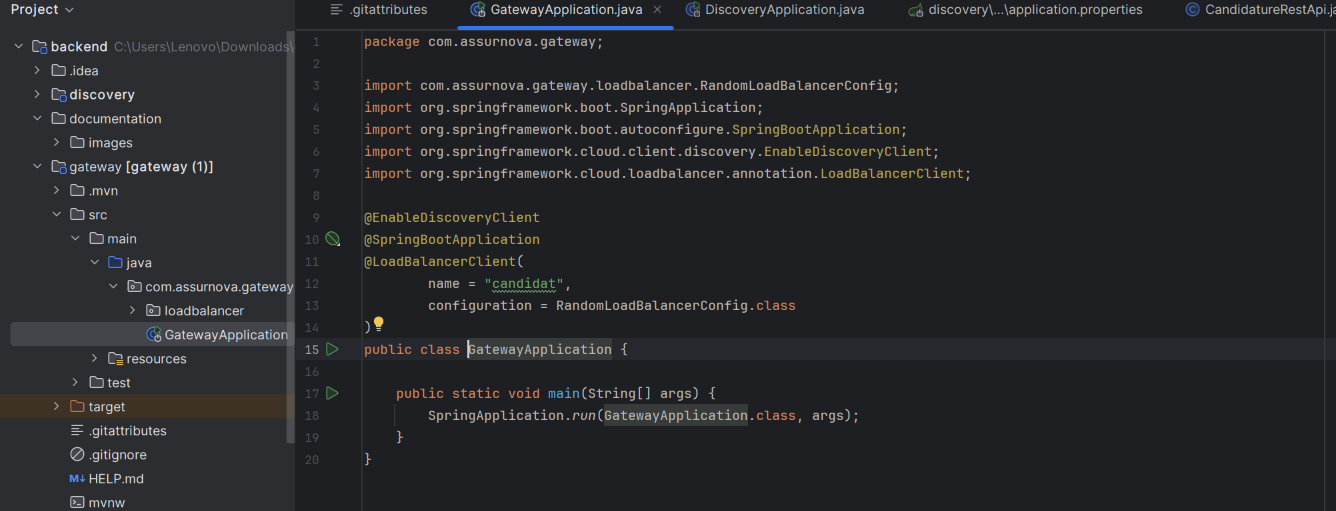 Project
.gitattributes
GatewayApplication.java
DiscoveryApplication.java
discovery\...\application.properties
CandidatureRestApi.ja
backend C:\Users\Lenovo\Downloads\
.idea
discovery
documentation
images
gateway [gateway (1)]
.mvn
src
main
java
com.assurnova.gateway
loadbalancer
GatewayApplication
resources
test
target
.gitattributes
.gitignore
M↓ HELP.md
mvnw
1 package com.assurnova.gateway;
2
3 import com.assurnova.gateway.loadbalancer.RandomLoadBalancerConfig;
4 import org.springframework.boot.SpringApplication;
5 import org.springframework.boot.autoconfigure.SpringBootApplication;
6 import org.springframework.cloud.client.discovery.EnableDiscoveryClient;
7 import org.springframework.cloud.loadbalancer.annotation.LoadBalancerClient;
8
9 @EnableDiscoveryClient
10 @SpringBootApplication
11 @LoadBalancerClient(
12 name = "candidat",
13 configuration = RandomLoadBalancerConfig.class
14 )
15 public class GatewayApplication {
16
17 public static void main(String[] args) {
18 SpringApplication.run(GatewayApplication.class, args);
19 }
20 }